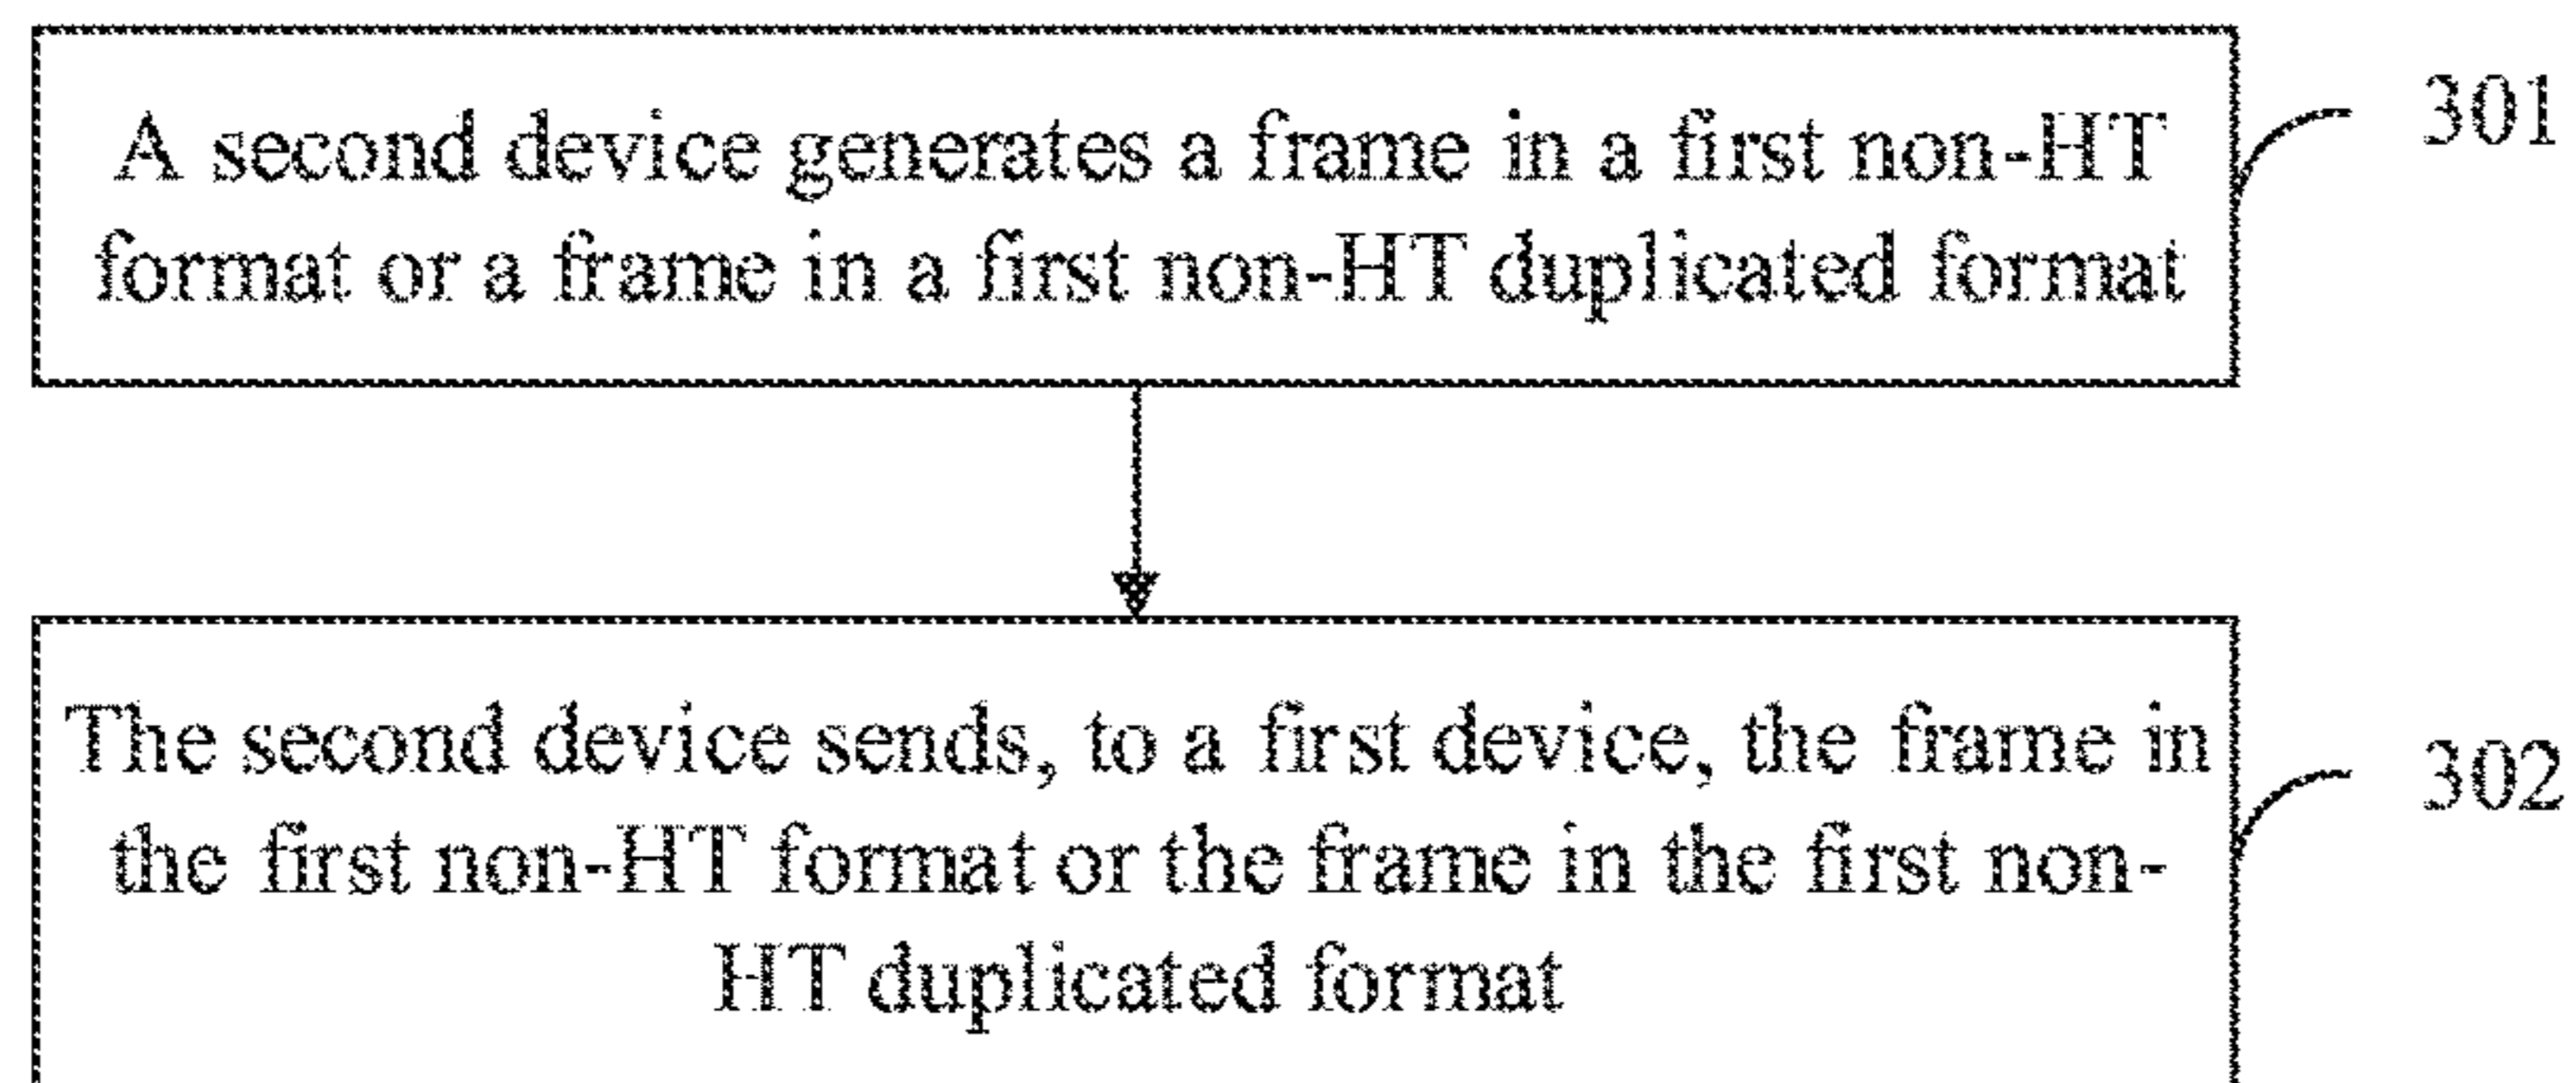 A second device generates a frame in a first non-HT
format or a frame in a first non-HT duplicated format
301
The second device sends, to a first device, the frame in
the first non-HT format or the frame in the first non-
HT duplicated format
302